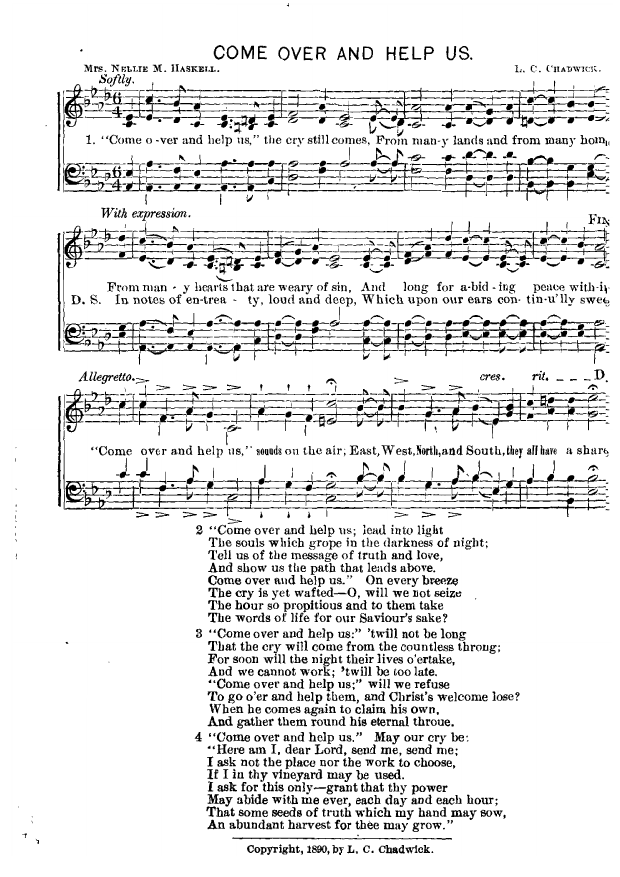 COME OVER AND HELP US.
Mrs. Nellie M. Haskell.
L. C. Chadwick.
Softly.
1. "Come o-ver and help us," the cry still comes, From man-y lands and from many hom
With expression.
FIN
From man - y hearts that are weary of sin, And long for a-bid - ing peace with-i
D. S. In notes of en-trea - ty, loud and deep, Which upon our ears con- tin-u'lly swee
Allegretto.
cres. rit. _ _ _ D.
"Come over and help us," sounds on the air; East, West, North, and South, they all have a share
2 "Come over and help us; lead into light
The souls which grope in the darkness of night;
Tell us of the message of truth and love,
And show us the path that leads above.
Come over and help us." On every breeze
The cry is yet wafted—O, will we not seize
The hour so propitious and to them take
The words of life for our Saviour's sake?
3 "Come over and help us:" 'twill not be long
That the cry will come from the countless throng;
For soon will the night their lives o'ertake,
And we cannot work; 'twill be too late.
"Come over and help us;" will we refuse
To go o'er and help them, and Christ's welcome lose?
When he comes again to claim his own,
And gather them round his eternal throne.
4 "Come over and help us." May our cry be:
"Here am I, dear Lord, send me, send me;
I ask not the place nor the work to choose,
If I in thy vineyard may be used.
I ask for this only—grant that thy power
May abide with me ever, each day and each hour;
That some seeds of truth which my hand may sow,
An abundant harvest for thee may grow."
Copyright, 1890, by L. C. Chadwick.